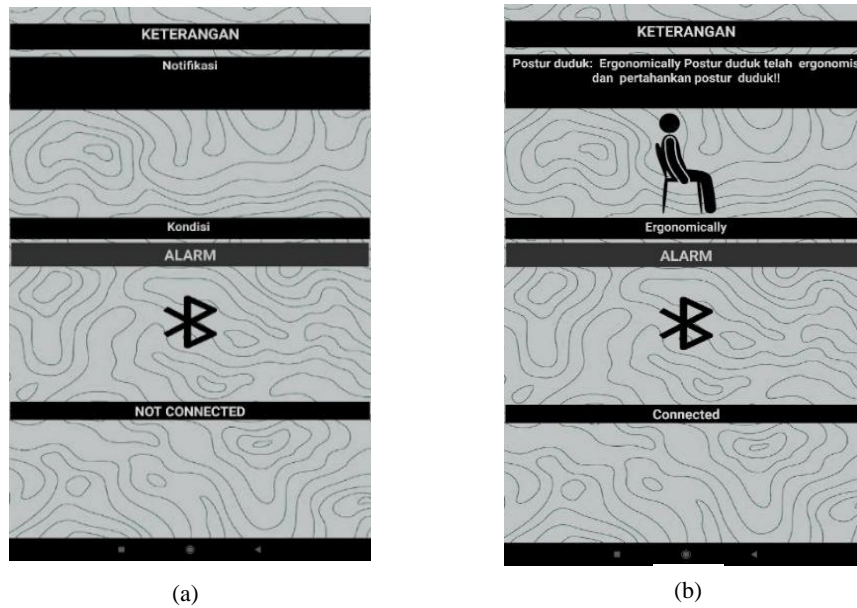 KETERANGAN
Notifikasi
Kondisi
ALARM
NOT CONNECTED
(a)
KETERANGAN
Postur duduk: Ergonomically Postur duduk telah ergonomis
dan pertahankan postur duduk!!
Ergonomically
ALARM
Connected
(b)